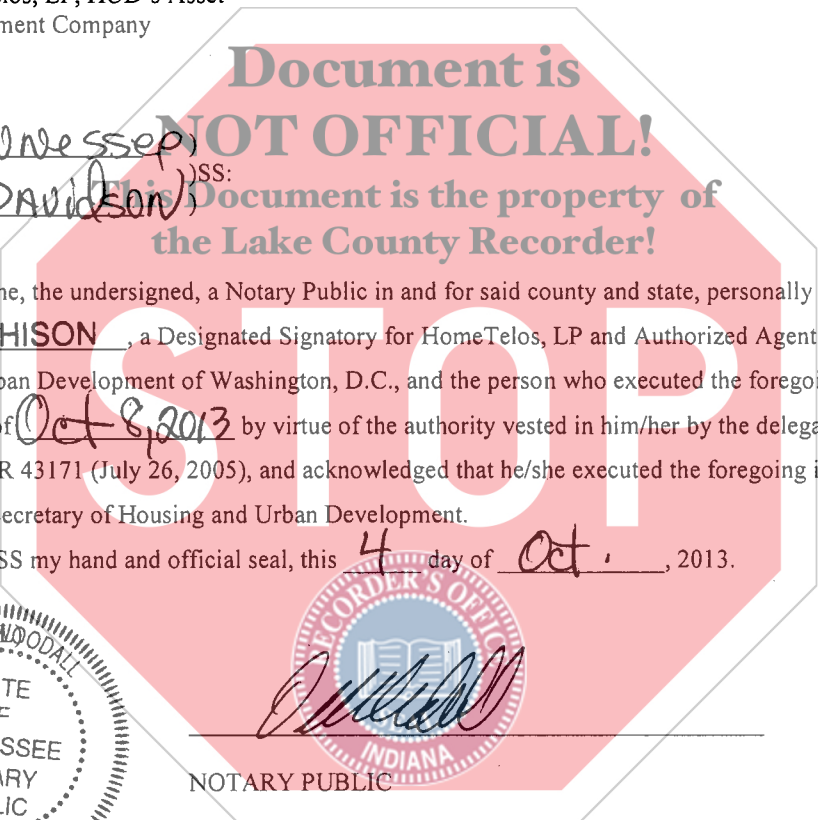 elos, LP, HUD's Asset
ment Company
Document is
NOT OFFICIAL!
nnessee )
)SS:
Davidson )
This Document is the property of
the Lake County Recorder!
me, the undersigned, a Notary Public in and for said county and state, personally
HISON, a Designated Signatory for HomeTelos, LP and Authorized Agent
ban Development of Washington, D.C., and the person who executed the foregoi
of Oct 8, 2013 by virtue of the authority vested in him/her by the delega
R 43171 (July 26, 2005), and acknowledged that he/she executed the foregoing i
ecretary of Housing and Urban Development.
SS my hand and official seal, this 4 day of Oct., 2013.
STOP
RECORDER'S OFFICE
INDIANA
WOODALL
TE
F
SSEE
ARY
LIC
NOTARY PUBLIC